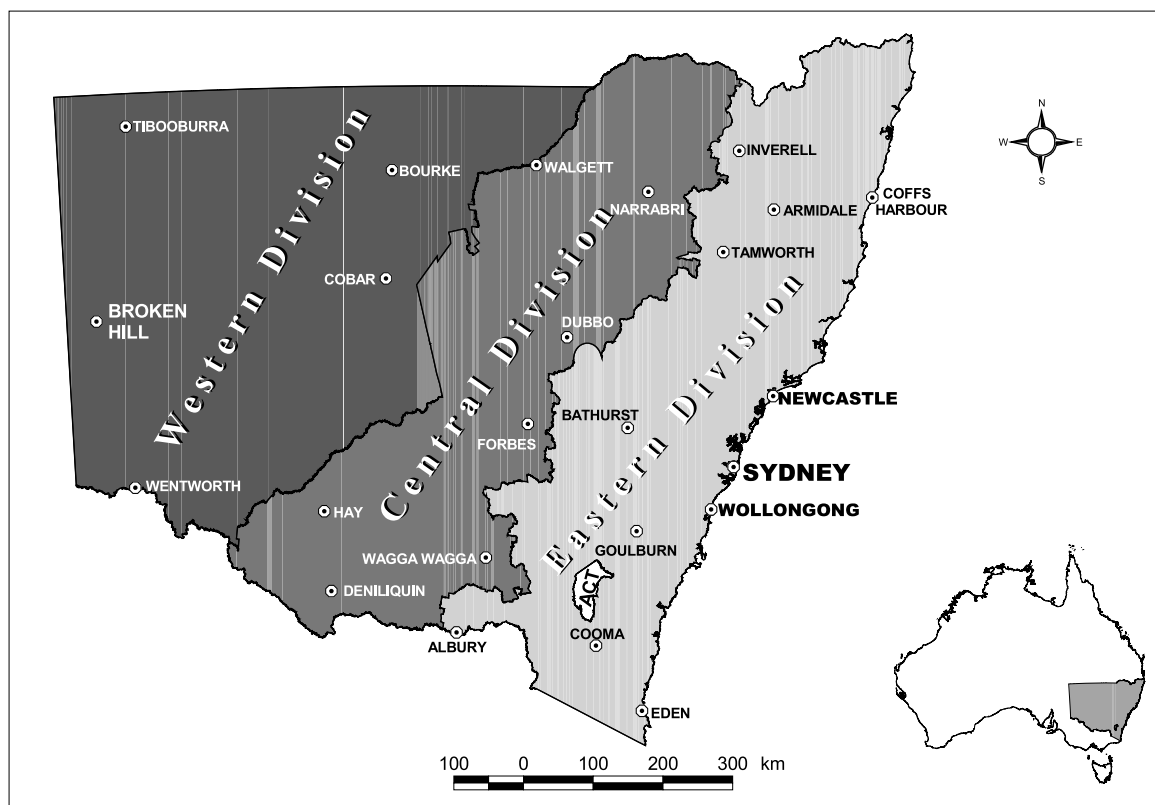 N
W
E
S
TIBOOBURRA
BOURKE
WALGETT
INVERELL
NARRABRI
COFFS
HARBOUR
ARMIDALE
TAMWORTH
COBAR
BROKEN
HILL
Western Division
DUBBO
Central Division
Eastern Division
NEWCASTLE
BATHURST
FORBES
SYDNEY
WENTWORTH
HAY
WOLLONGONG
GOULBURN
WAGGA WAGGA
DENILIQUIN
ACT
COOMA
ALBURY
EDEN
100 0 100 200 300 km